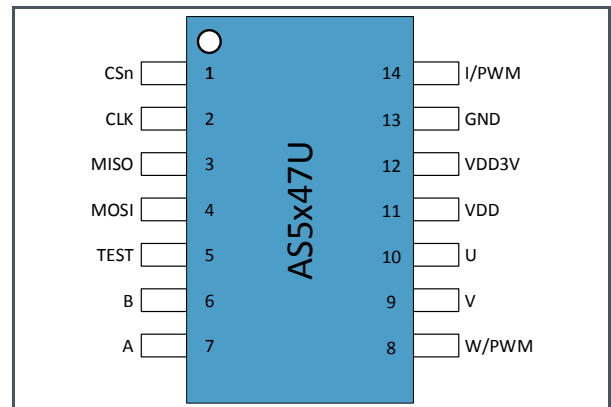 CSn 1 14 I/PWM
CLK 2 13 GND
MISO 3 12 VDD3V
MOSI 4 11 VDD
TEST 5 10 U
B 6 9 V
A 7 8 W/PWM
AS5x47U